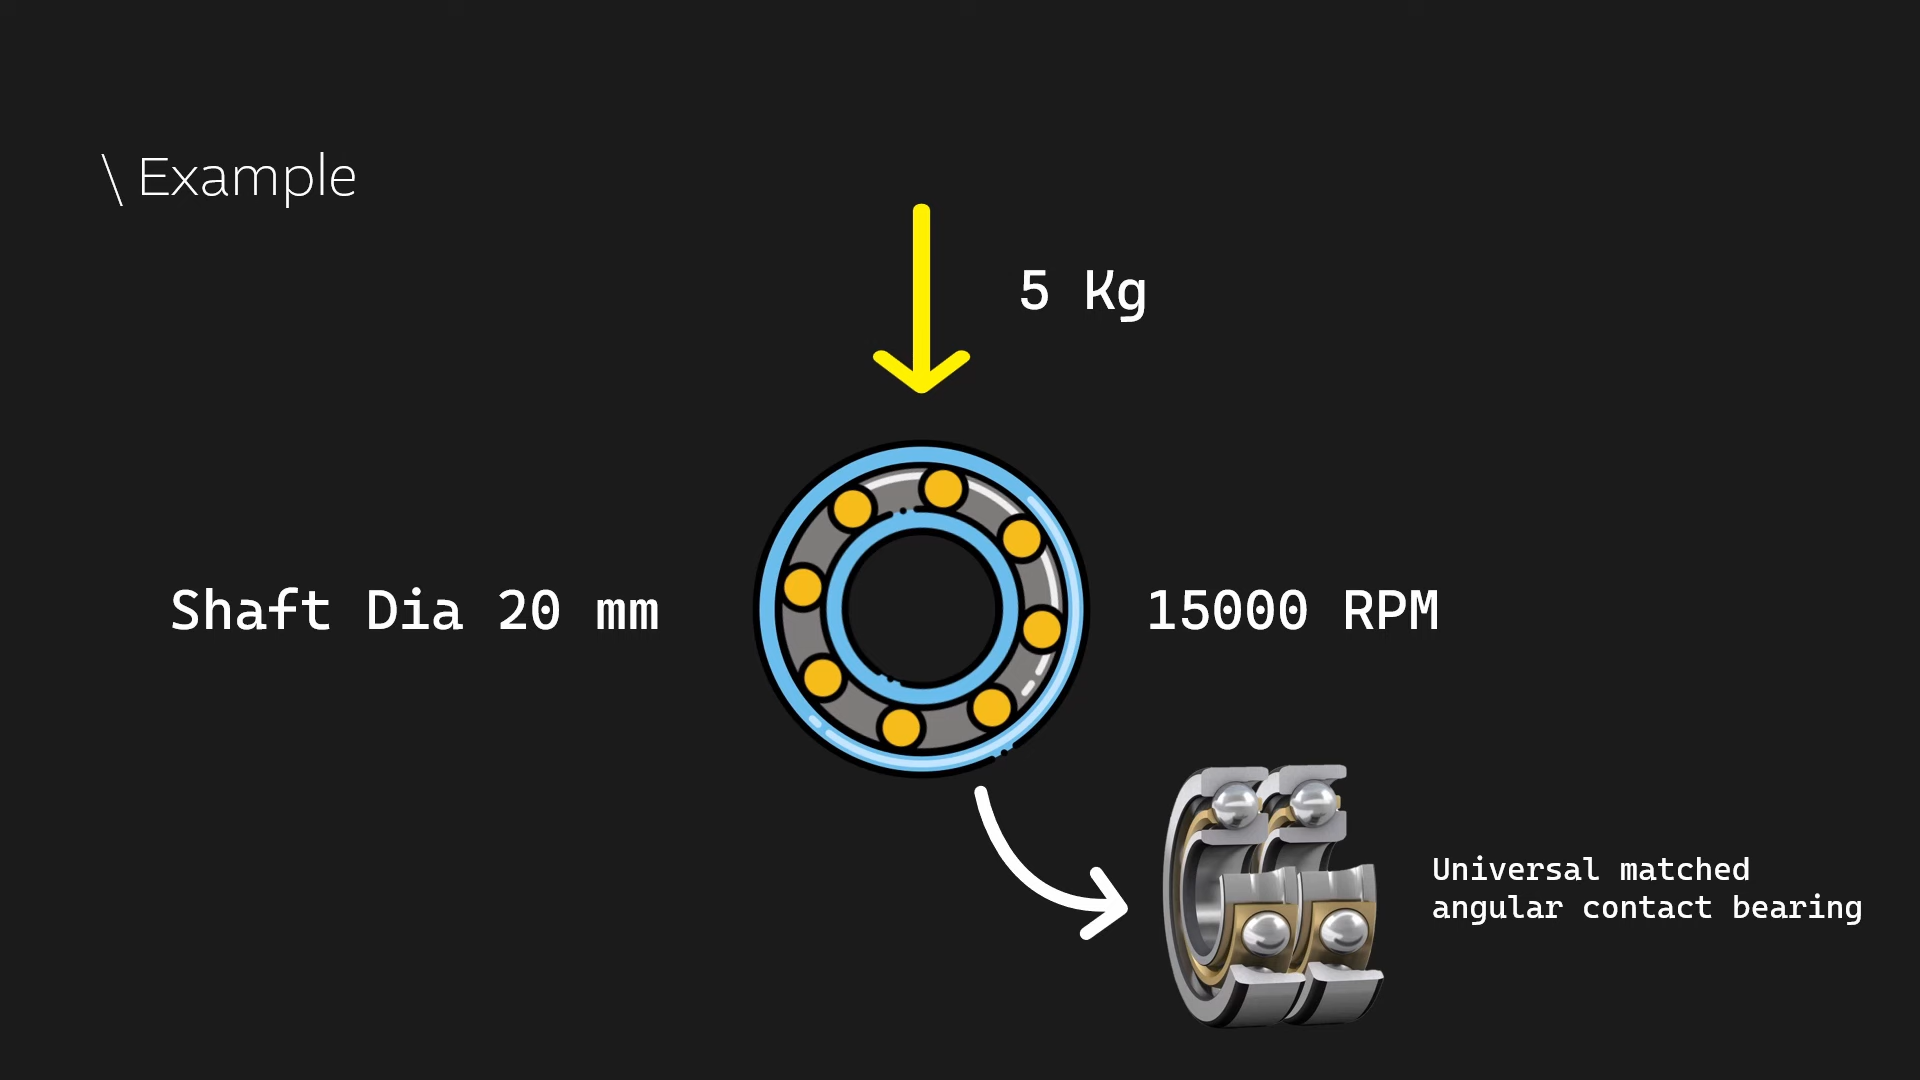 \ Example
5 Kg
Shaft Dia 20 mm
15000 RPM
Universal matched
angular contact bearing